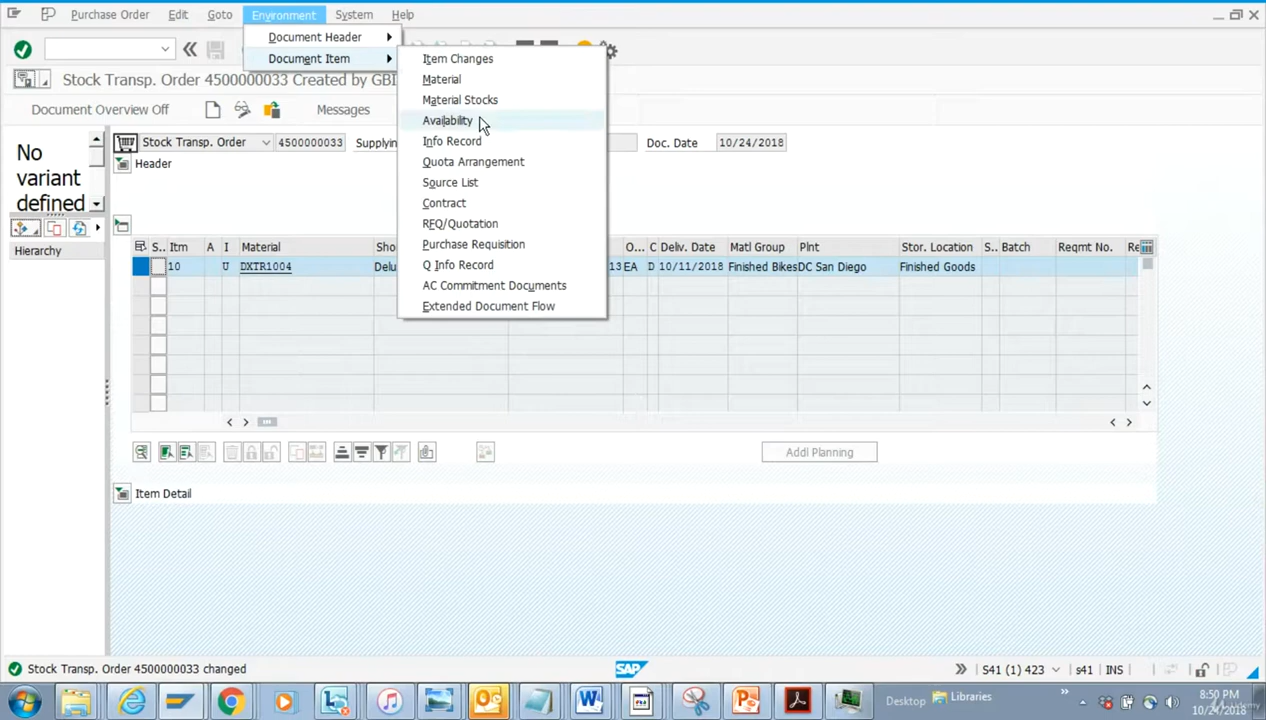 Purchase Order Edit Goto Environment System Help
Document Header
Document Item
Item Changes
Material
Material Stocks
Availability
Info Record
Quota Arrangement
Source List
Contract
RFQ/Quotation
Purchase Requisition
Q Info Record
AC Commitment Documents
Extended Document Flow
Stock Transp. Order 4500000033 Created by GBI
Document Overview Off Messages
No
variant
defined
Hierarchy
Stock Transp. Order 4500000033 Supplying Doc. Date 10/24/2018
Header
S.. Itm A I Material Sho O... C Deliv. Date Matl Group Plnt Stor. Location S.. Batch Reqmt No. Re
10 U DXTR1004 Delu 13 EA D 10/11/2018 Finished Bikes DC San Diego Finished Goods
Addl Planning
Item Detail
Stock Transp. Order 4500000033 changed
SAP
S41 (1) 423 s41 INS
Desktop Libraries
8:50 PM
10/24/2018
Udemy